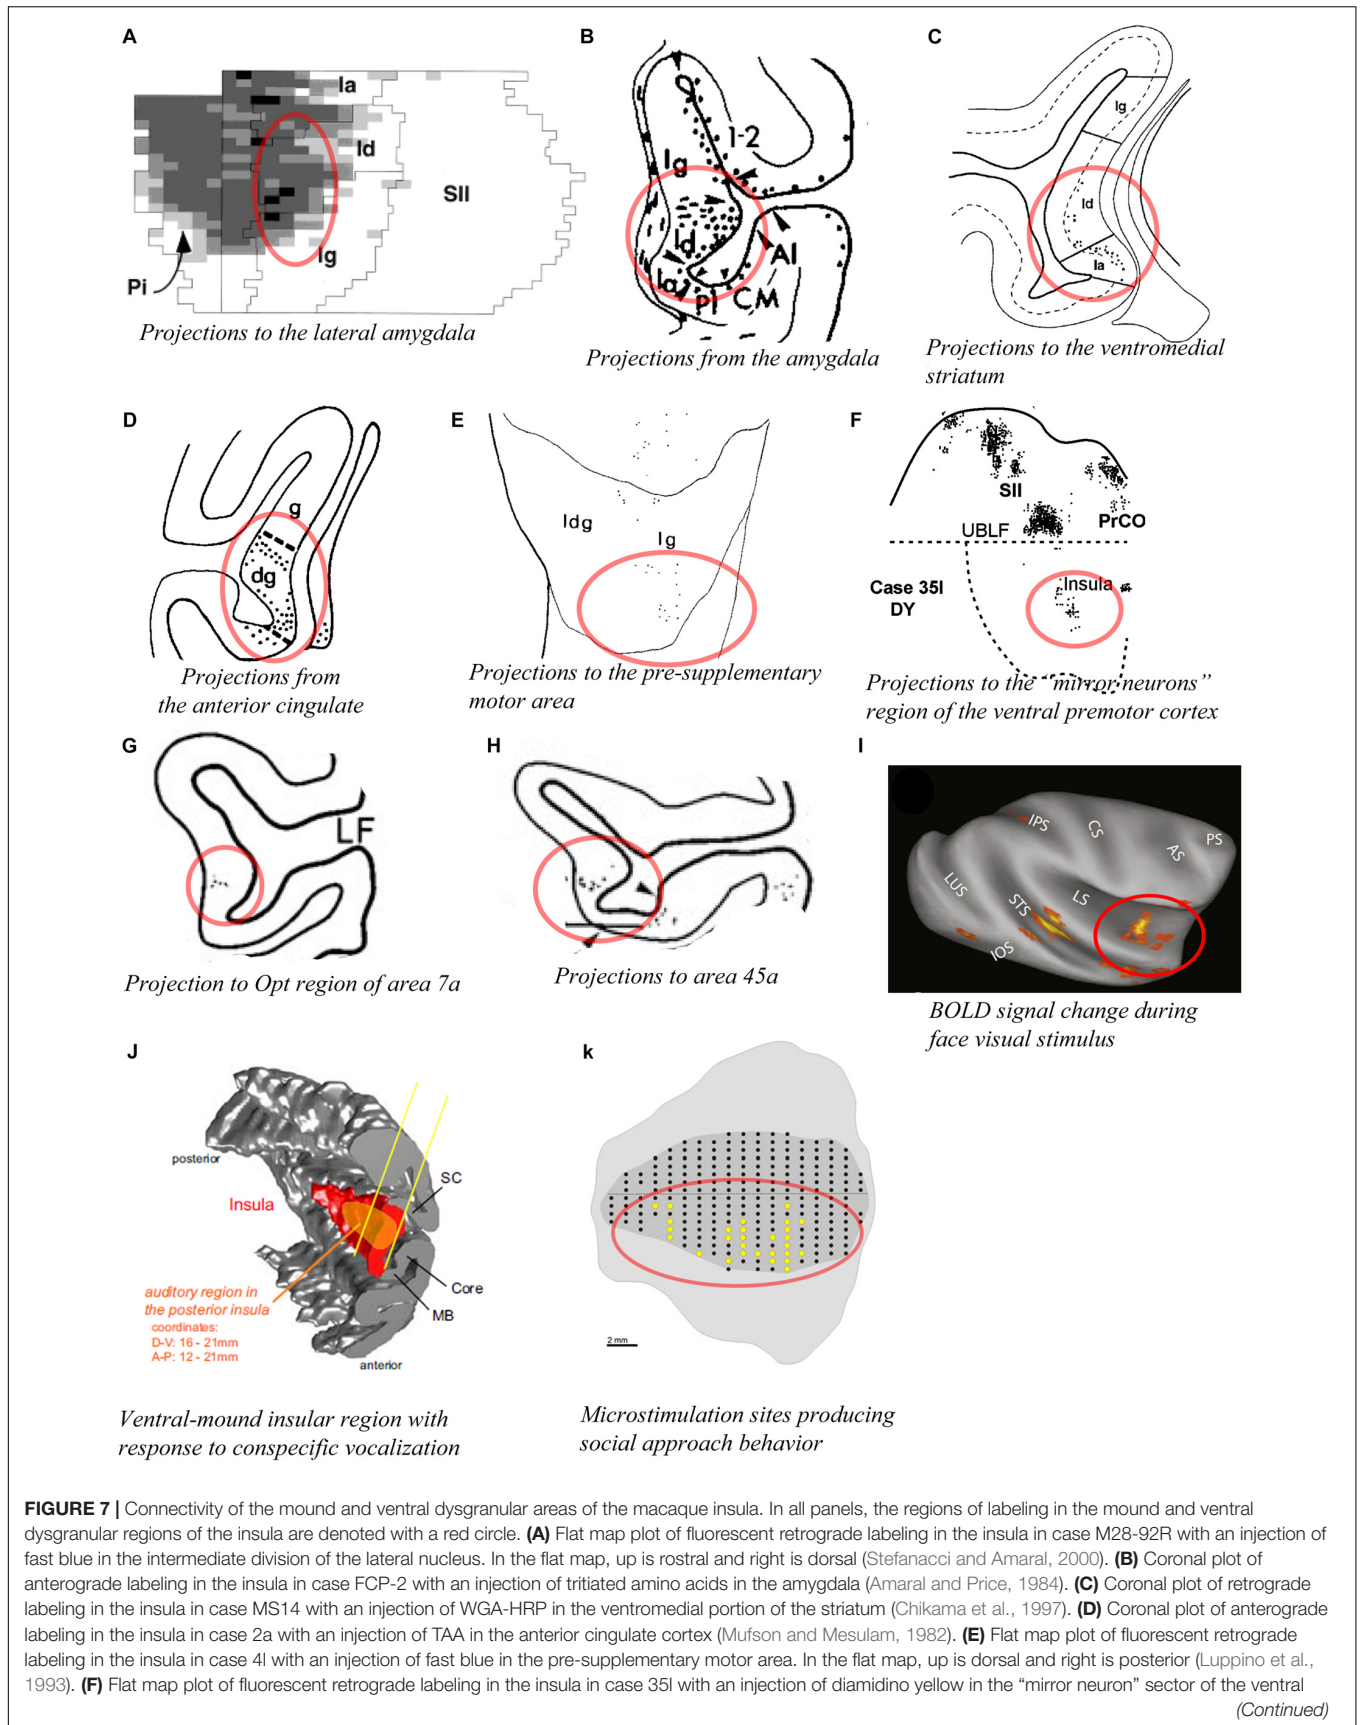 A
Ia
Id
SII
Ig
Pi
Projections to the lateral amygdala
B
1-2
Ig
Id
AI
Ia
PI
CM
Projections from the amygdala
C
Ig
Id
Ia
Projections to the ventromedial
striatum
D
g
dg
Projections from
the anterior cingulate
E
Idg
Ig
Projections to the pre-supplementary
motor area
F
SII
PrCO
UBLF
Insula
Case 35l
DY
Projections to the “mirror neurons”
region of the ventral premotor cortex
G
LF
Projection to Opt region of area 7a
H
Projections to area 45a
I
IPS
CS
AS
PS
LUS
STS
LS
IOS
BOLD signal change during
face visual stimulus
J
posterior
SC
Insula
auditory region in
the posterior insula
coordinates:
D-V: 16 - 21mm
A-P: 12 - 21mm
Core
MB
anterior
Ventral-mound insular region with
response to conspecific vocalization
k
2 mm
Microstimulation sites producing
social approach behavior
FIGURE 7 | Connectivity of the mound and ventral dysgranular areas of the macaque insula. In all panels, the regions of labeling in the mound and ventral
dysgranular regions of the insula are denoted with a red circle. (A) Flat map plot of fluorescent retrograde labeling in the insula in case M28-92R with an injection of
fast blue in the intermediate division of the lateral nucleus. In the flat map, up is rostral and right is dorsal (Stefanacci and Amaral, 2000). (B) Coronal plot of
anterograde labeling in the insula in case FCP-2 with an injection of tritiated amino acids in the amygdala (Amaral and Price, 1984). (C) Coronal plot of retrograde
labeling in the insula in case MS14 with an injection of WGA-HRP in the ventromedial portion of the striatum (Chikama et al., 1997). (D) Coronal plot of anterograde
labeling in the insula in case 2a with an injection of TAA in the anterior cingulate cortex (Mufson and Mesulam, 1982). (E) Flat map plot of fluorescent retrograde
labeling in the insula in case 4l with an injection of fast blue in the pre-supplementary motor area. In the flat map, up is dorsal and right is posterior (Luppino et al.,
1993). (F) Flat map plot of fluorescent retrograde labeling in the insula in case 35l with an injection of diamidino yellow in the “mirror neuron” sector of the ventral
(Continued)